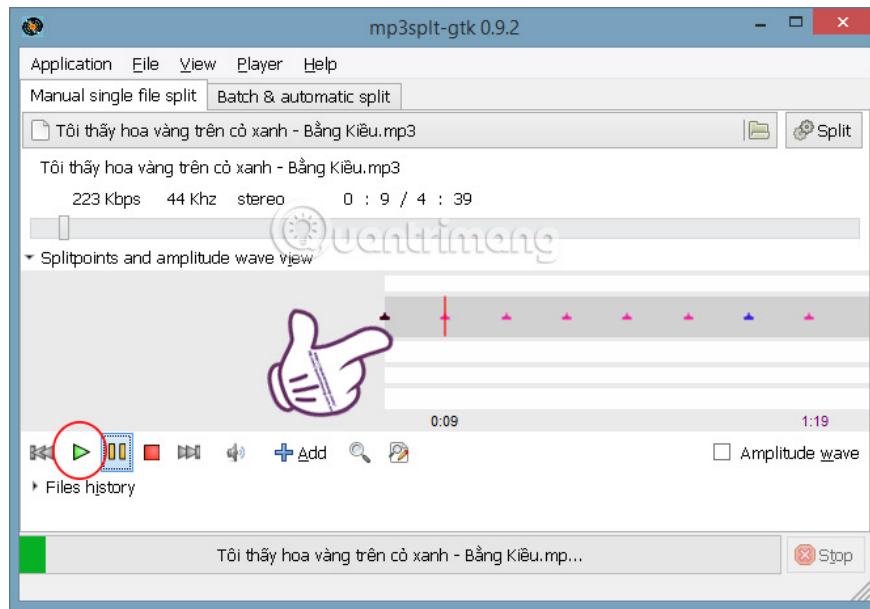 mp3splt-gtk 0.9.2
Application File View Player Help
Manual single file split Batch & automatic split
Tôi thấy hoa vàng trên cỏ xanh - Bằng Kiều.mp3 Split
Tôi thấy hoa vàng trên cỏ xanh - Bằng Kiều.mp3
223 Kbps 44 Khz stereo 0 : 9 / 4 : 39
Quantrimang
Splitpoints and amplitude wave view
0:09 1:19
Add Amplitude wave
Files history
Tôi thấy hoa vàng trên cỏ xanh - Bằng Kiều.mp... Stop